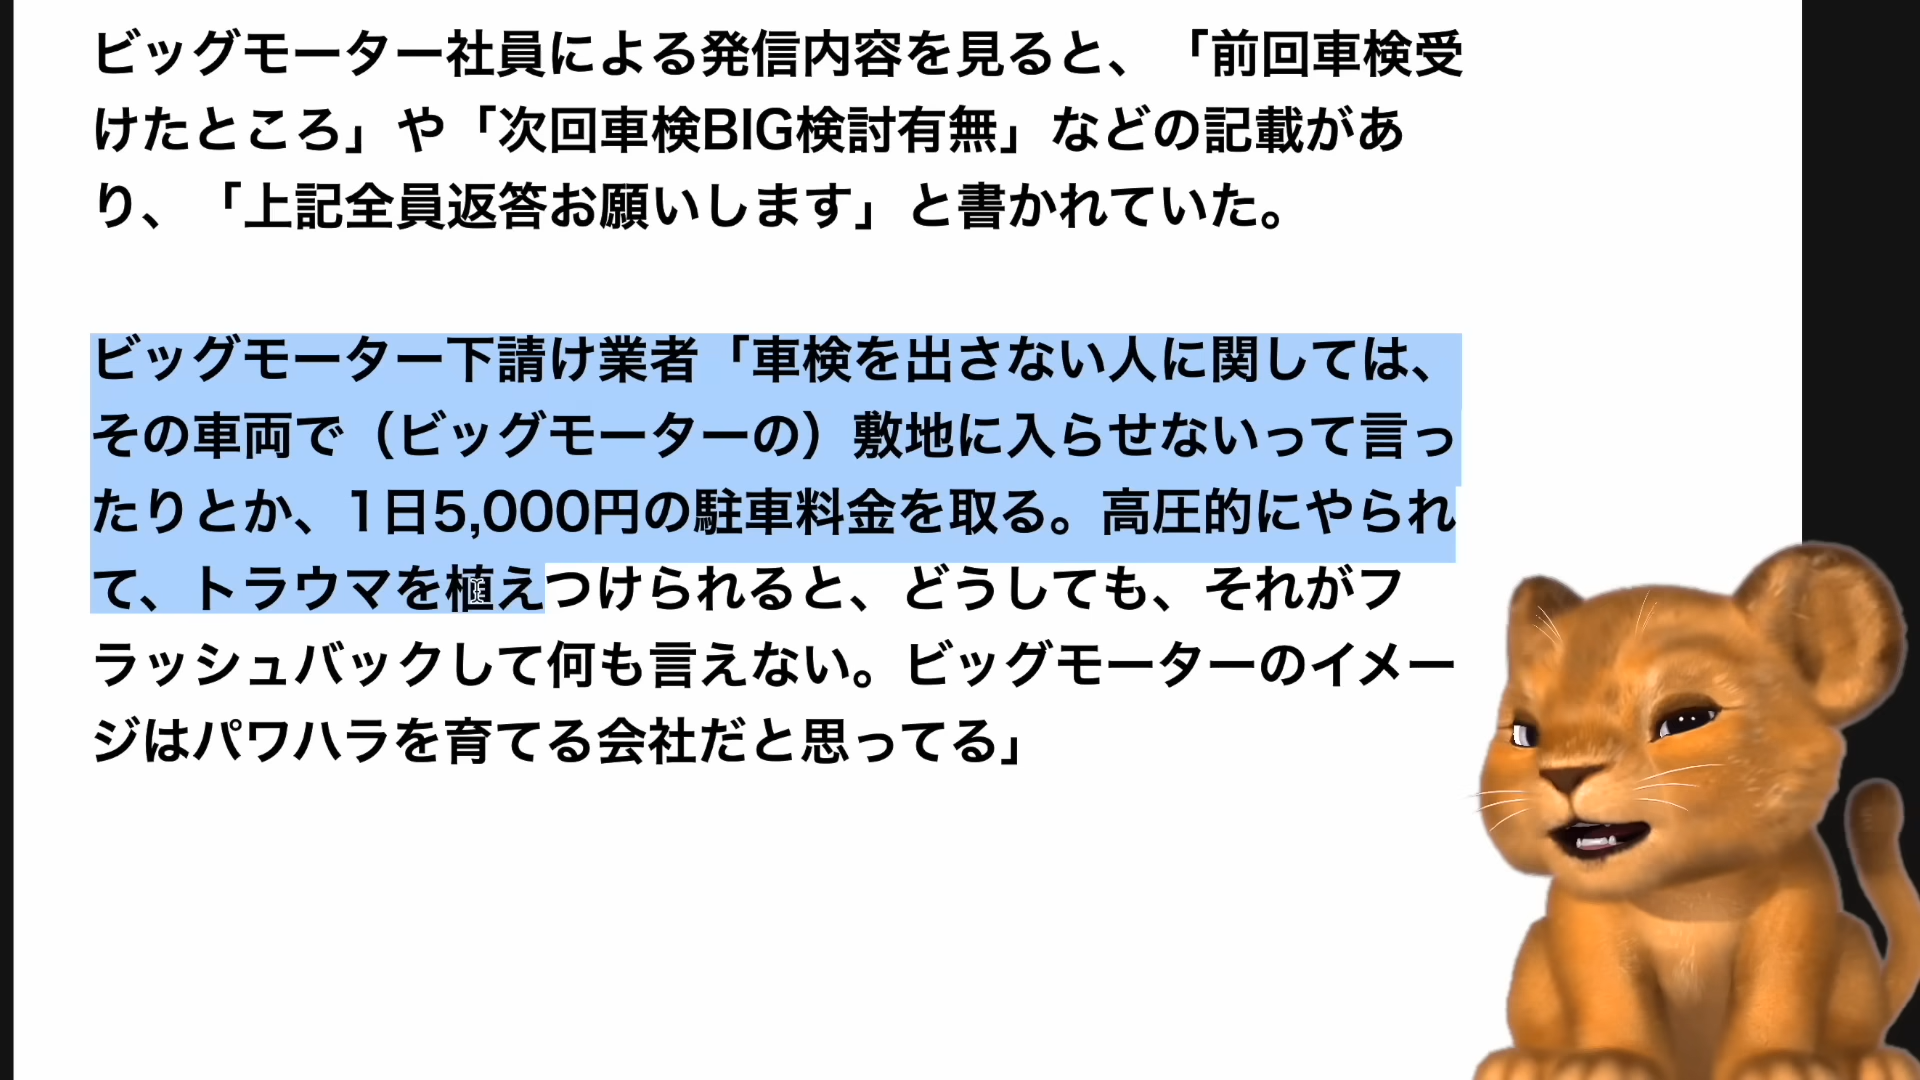 ビッグモーター社員による発信内容を見ると、「前回車検受
けたところ」や「次回車検BIG検討有無」などの記載があ
り、「上記全員返答お願いします」と書かれていた。
ビッグモーター下請け業者「車検を出さない人に関しては、
その車両で（ビッグモーターの）敷地に入らせないって言っ
たりとか、1日5,000円の駐車料金を取る。高圧的にやられ
て、トラウマを植えつけられると、どうしても、それがフ
ラッシュバックして何も言えない。ビッグモーターのイメー
ジはパワハラを育てる会社だと思ってる」